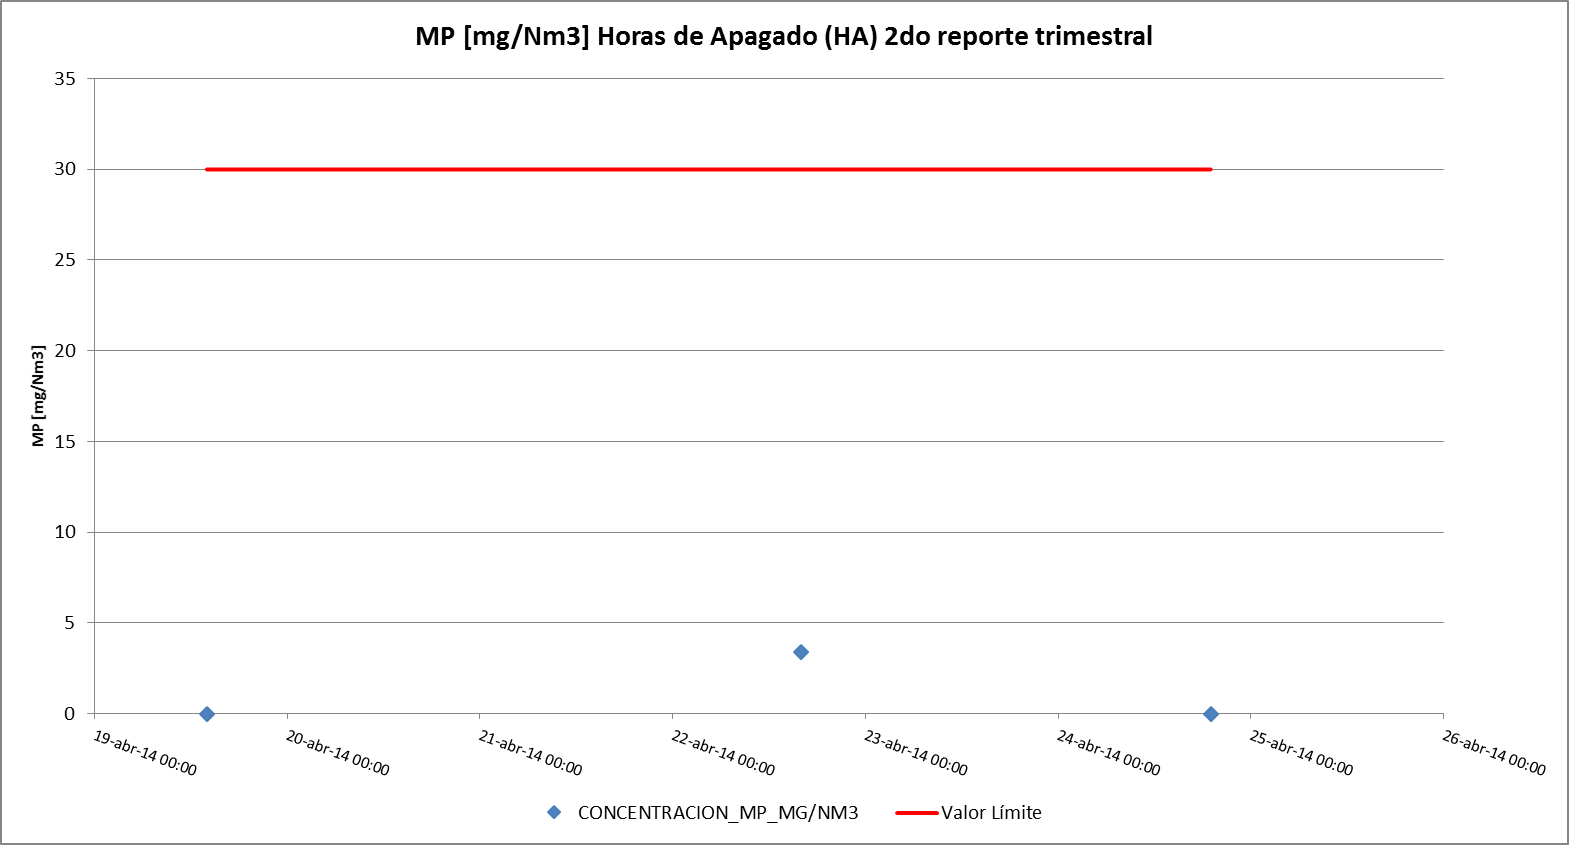 MP [mg/Nm3] Horas de Apagado (HA) 2do reporte trimestral
35
30
25
20
15
10
5
0
MP [mg/Nm3]
19-abr-14 00:00
20-abr-14 00:00
21-abr-14 00:00
22-abr-14 00:00
23-abr-14 00:00
24-abr-14 00:00
25-abr-14 00:00
26-abr-14 00:00
CONCENTRACION_MP_MG/NM3
Valor Límite